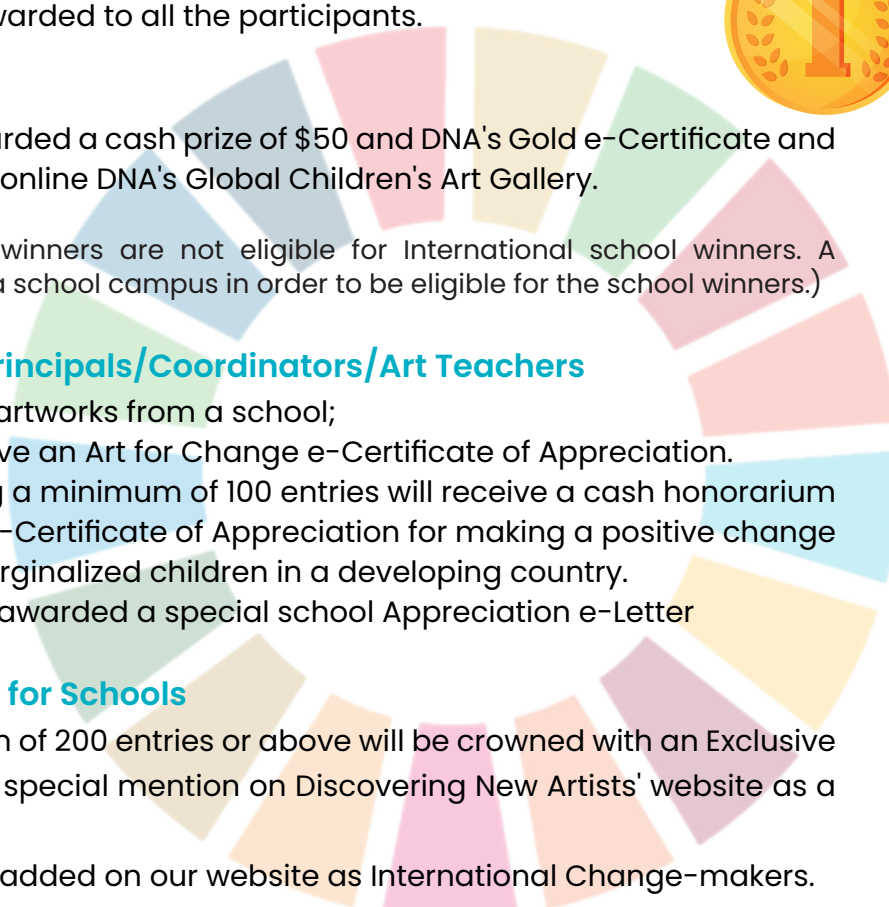 warded to all the participants.
1
rded a cash prize of $50 and DNA's Gold e-Certificate and
online DNA's Global Children's Art Gallery.
winners are not eligible for International school winners. A
a school campus in order to be eligible for the school winners.)
rincipals/Coordinators/Art Teachers
artworks from a school;
ve an Art for Change e-Certificate of Appreciation.
g a minimum of 100 entries will receive a cash honorarium
-Certificate of Appreciation for making a positive change
rginalized children in a developing country.
awarded a special school Appreciation e-Letter
for Schools
n of 200 entries or above will be crowned with an Exclusive
special mention on Discovering New Artists' website as a
added on our website as International Change-makers.